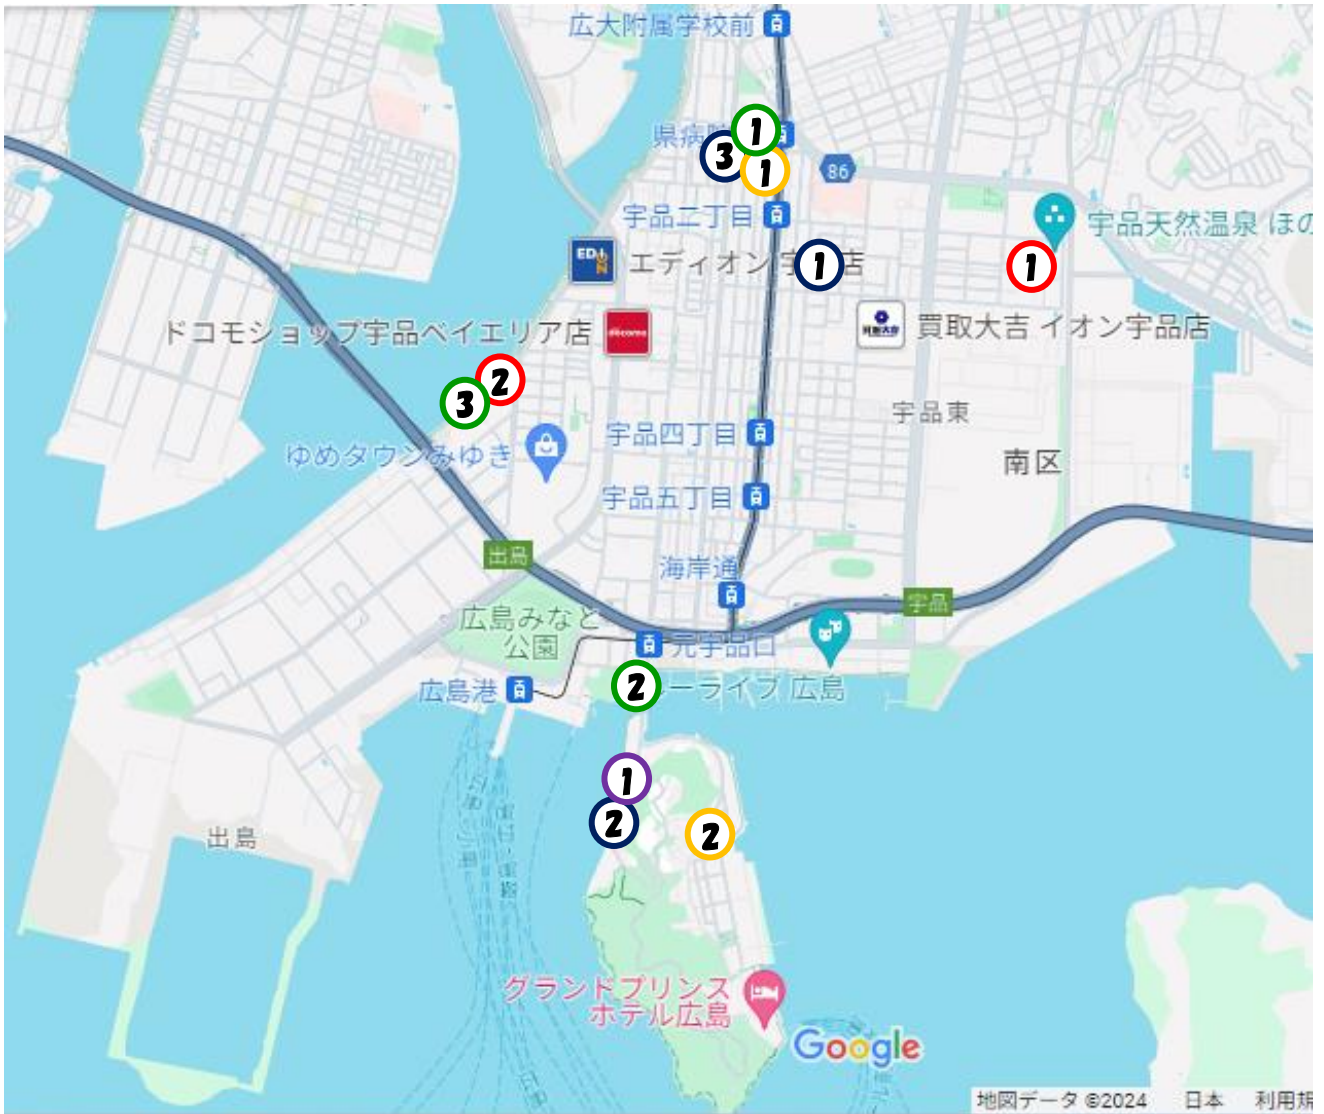 広大附属学校前
県病院
1
3
1
86
宇品二丁目
宇品天然温泉 ほの
EDION
エディオン 宇
1
店
1
ドコモショップ宇品ベイエリア店
docomo
買取大吉
買取大吉 イオン宇品店
2
3
宇品東
宇品四丁目
ゆめタウンみゆき
南区
宇品五丁目
出島
海岸通
宇品
広島みなと
公園
元宇品口
広島港
2
ーライブ 広島
1
2
2
出島
グランドプリンス
ホテル広島
Google
地図データ ©2024
日本
利用規